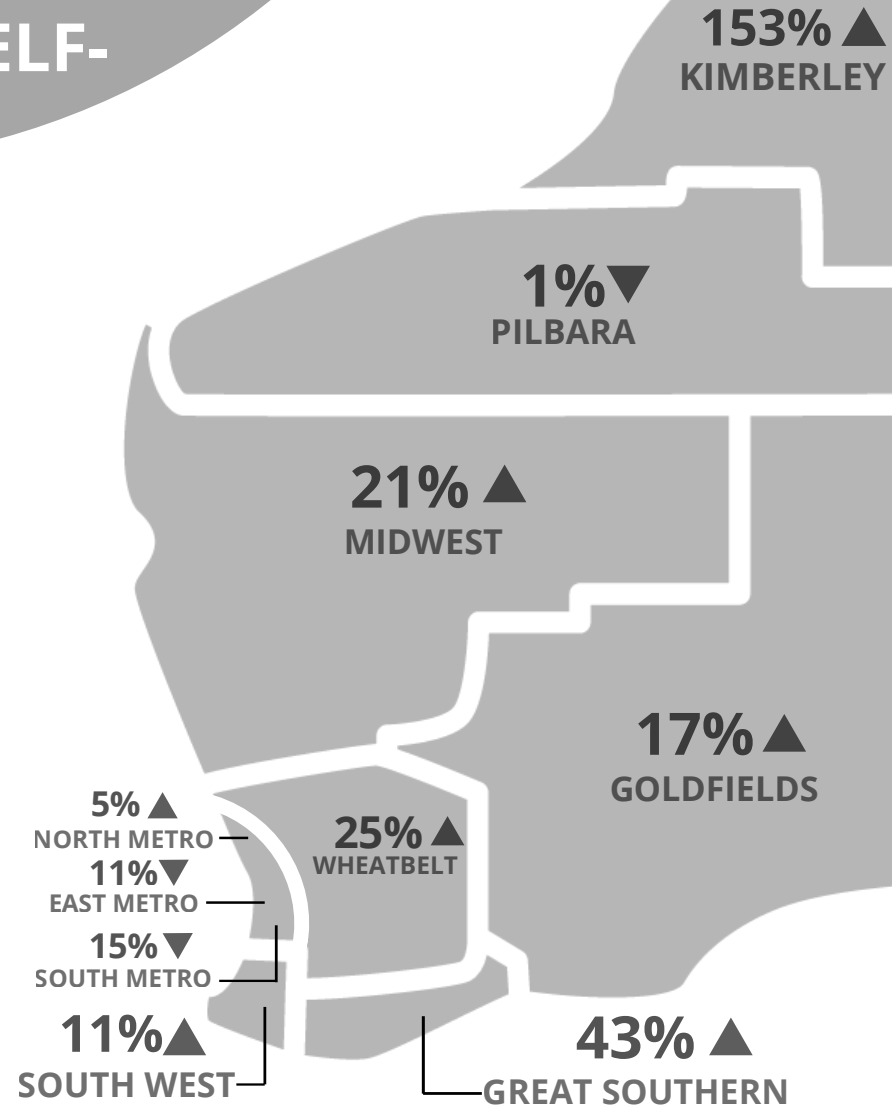 ELF-
153% ▲
KIMBERLEY
1% ▼
PILBARA
21% ▲
MIDWEST
17% ▲
GOLDFIELDS
5% ▲
NORTH METRO
25% ▲
WHEATBELT
11% ▼
EAST METRO
15% ▼
SOUTH METRO
11% ▲
SOUTH WEST
43% ▲
GREAT SOUTHERN